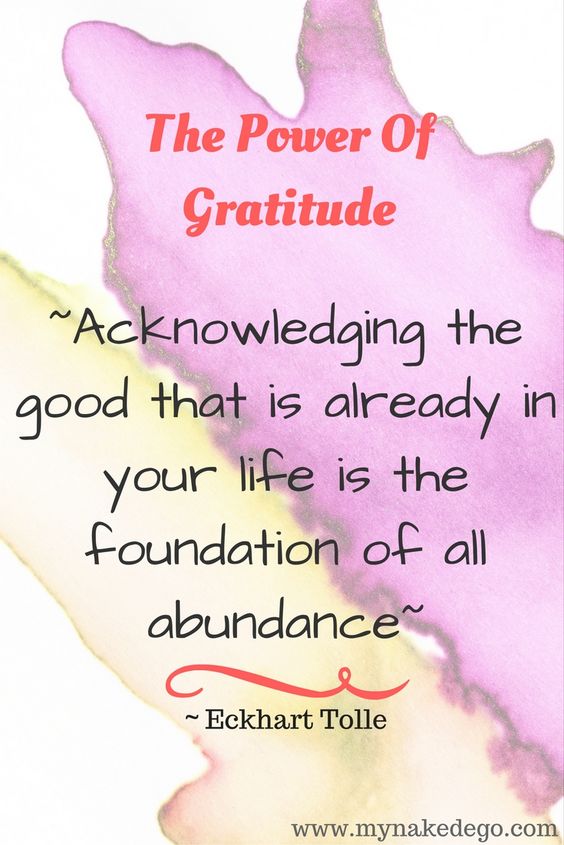 The Power Of
Gratitude
~Acknowledging the
good that is already in
your life is the
foundation of all
abundance~
~ Eckhart Tolle
www.mynakedego.com